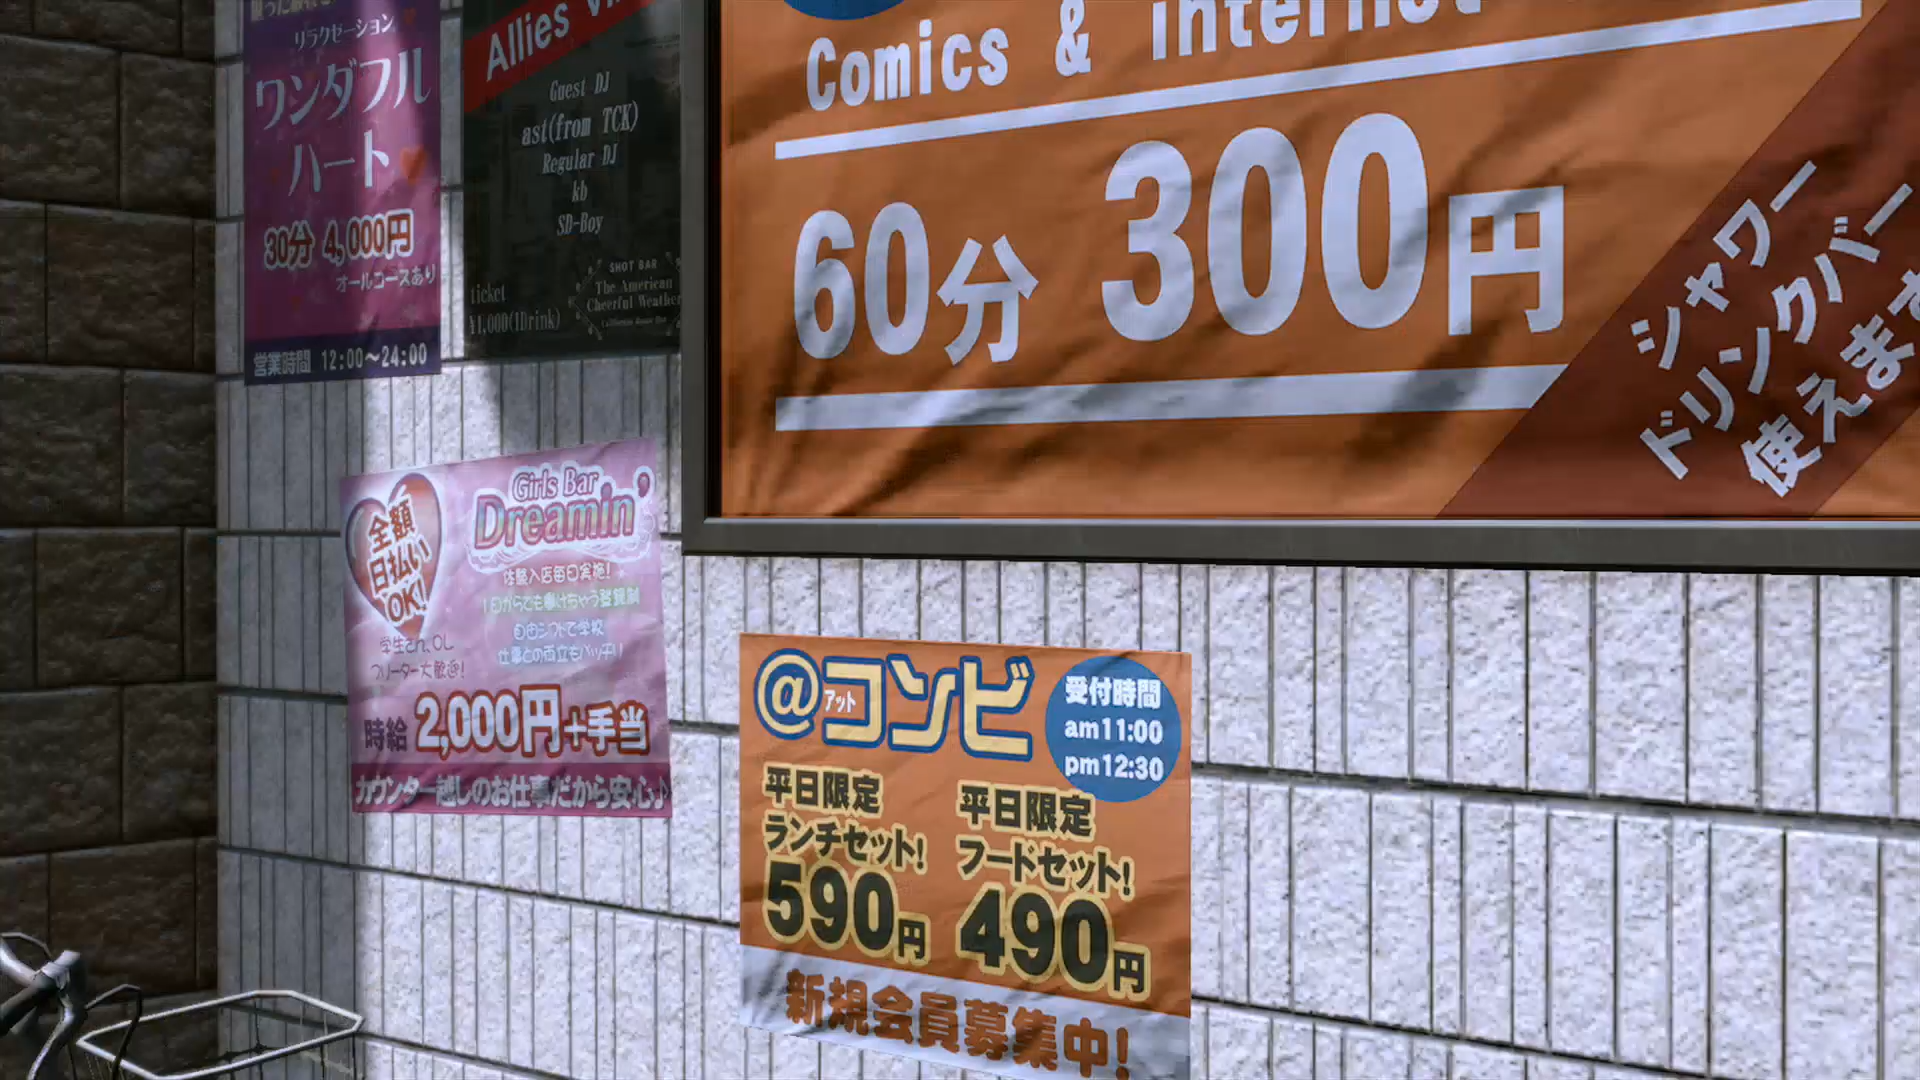 リラクゼーション
ワンダフル
ハート
30分 4,000円
オールコースあり
営業時間 12:00～24:00
Allies
Guest DJ
ast(from TCK)
Regular DJ
kb
SD-Boy
SHOT BAR
The American
Cheerful Weather
ticket
¥1,000(1Drink)
Comics & internet
60分 300円
シャワー
ドリンクバー
使えます
全額
日払い
OK!
Girls Bar
Dreamin'
体験入店毎日実施!
1日からでも働けちゃう登録制
自由シフトで学校
仕事との両立もバッチリ!
学生さん、OL
フリーター大歓迎!
時給 2,000円+手当
カウンター越しのお仕事だから安心♪
@アットコンビ
受付時間
am11:00
pm12:30
平日限定
ランチセット!
590円
平日限定
フードセット!
490円
新規会員募集中!